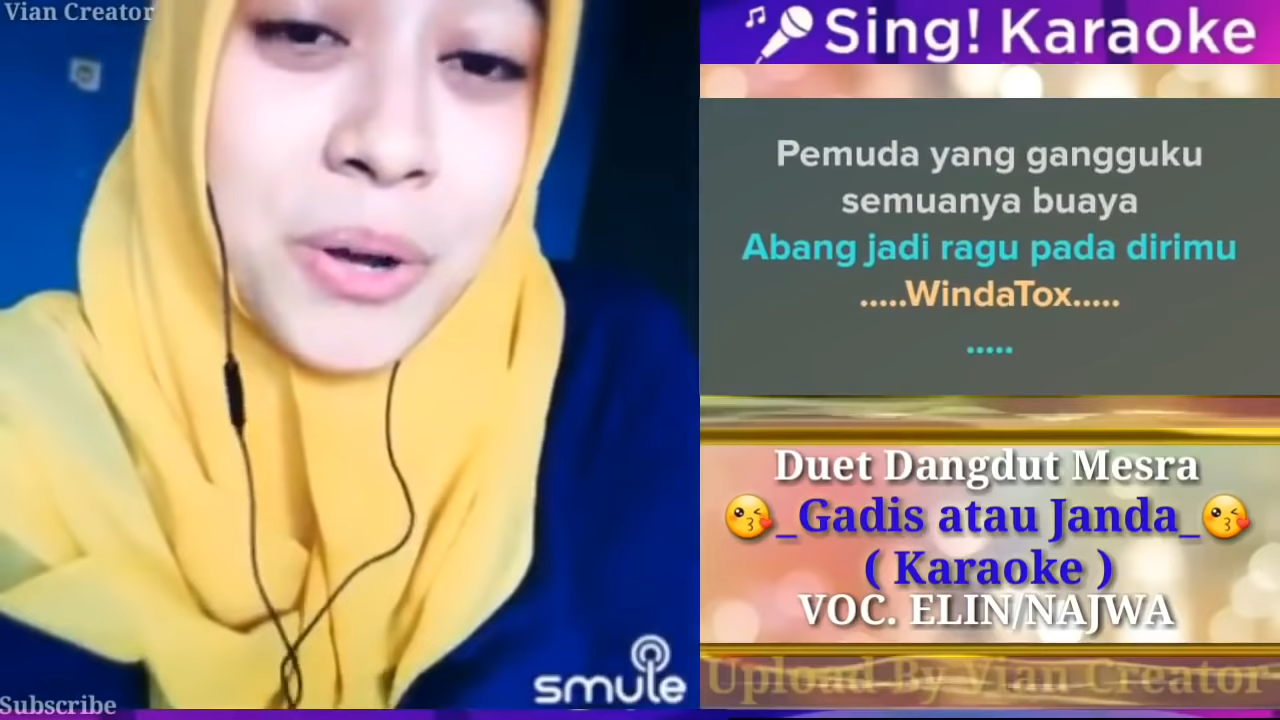 Vian Creator
Sing! Karaoke
Pemuda yang gangguku
semuanya buaya
Abang jadi ragu pada dirimu
.....WindaTox.....
.....
Duet Dangdut Mesra
_Gadis atau Janda_
( Karaoke )
VOC. ELIN/NAJWA
smule
Upload By Vian Creator
Subscribe